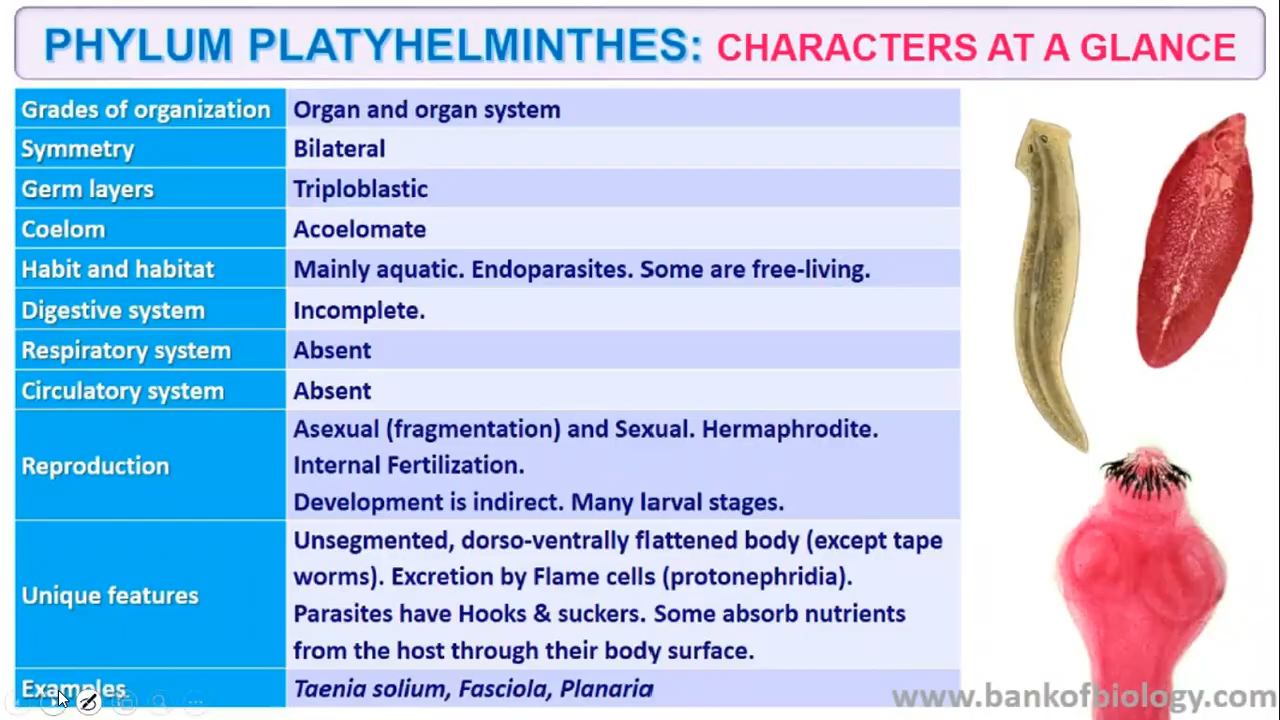 PHYLUM PLATYHELMINTHES: CHARACTERS AT A GLANCE
Grades of organization Organ and organ system
Symmetry Bilateral
Germ layers Triploblastic
Coelom Acoelomate
Habit and habitat Mainly aquatic. Endoparasites. Some are free-living.
Digestive system Incomplete.
Respiratory system Absent
Circulatory system Absent
Reproduction
Asexual (fragmentation) and Sexual. Hermaphrodite.
Internal Fertilization.
Development is indirect. Many larval stages.
Unique features
Unsegmented, dorso-ventrally flattened body (except tape
worms). Excretion by Flame cells (protonephridia).
Parasites have Hooks & suckers. Some absorb nutrients
from the host through their body surface.
Examples Taenia solium, Fasciola, Planaria
www.bankofbiology.com